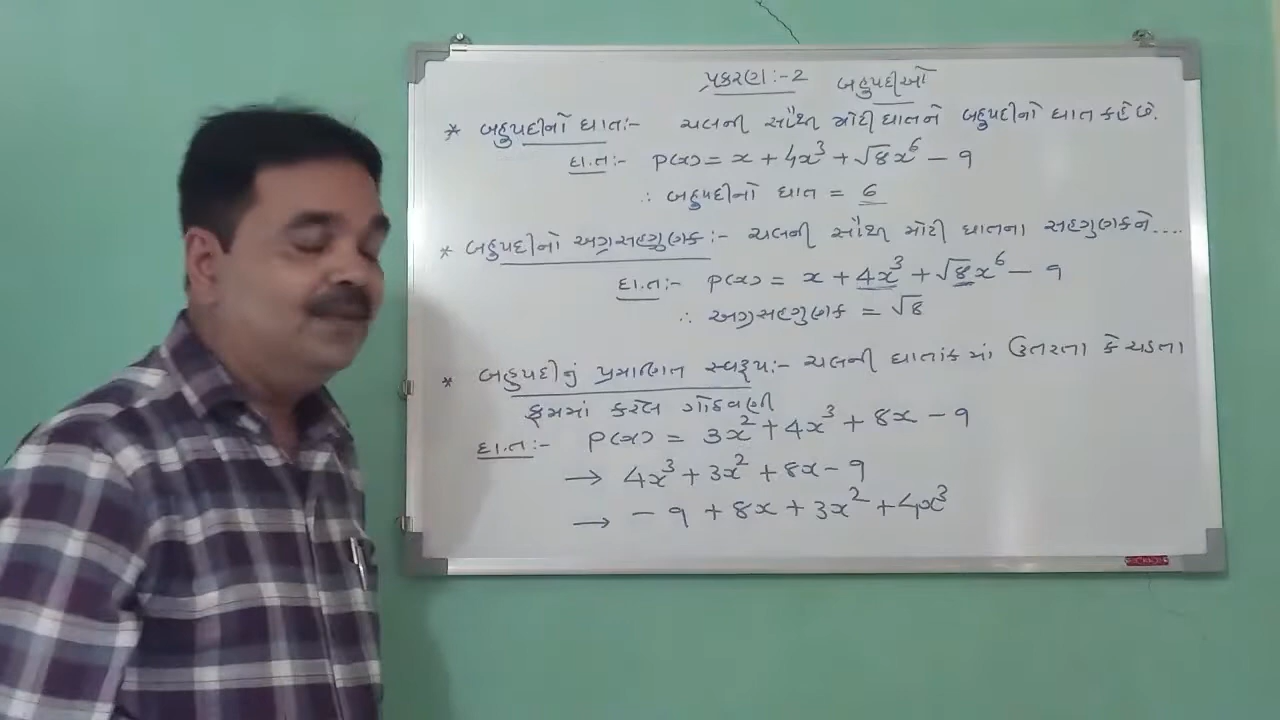 પ્રકરણ:-2 બહુપદીઓ
* બહુપદીનો ઘાત:- ચલની સૌથી મોટી ઘાતને બહુપદીનો ઘાત કહે છે.
દા.ત:- P(x) = x + 4x³ + √8x⁶ - 9
∴ બહુપદીનો ઘાત = 6
* બહુપદીનો અગ્રસહગુણક:- ચલની સૌથી મોટી ઘાતના સહગુણકને....
દા.ત:- P(x) = x + 4x³ + √8x⁶ - 9
∴ અગ્રસહગુણક = √8
* બહુપદીનું પ્રમાણિત સ્વરૂપ:- ચલની ઘાતાંકમાં ઉતરતા કે ચડતા
ક્રમમાં કરેલ ગોઠવણી
દા.ત:- P(x) = 3x² + 4x³ + 8x - 9
→ 4x³ + 3x² + 8x - 9
→ - 9 + 8x + 3x² + 4x³